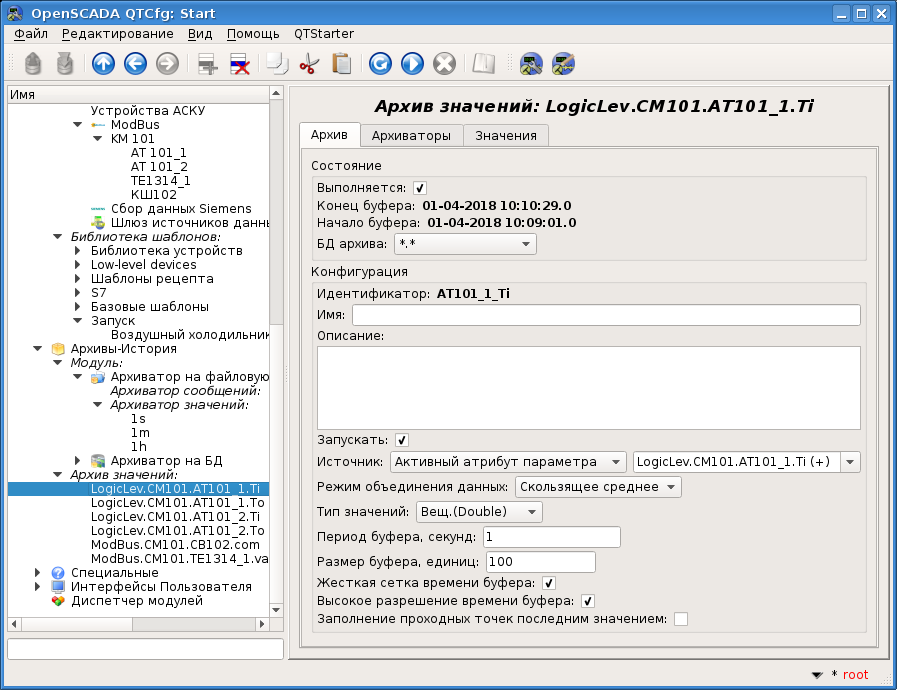 OpenSCADA QTCfg: Start
Файл Редактирование Вид Помощь QTStarter
Имя
Устройства АСКУ
ModBus
КМ 101
АТ 101_1
АТ 101_2
ТЕ1314_1
КШ102
Сбор данных Siemens
Шлюз источников данн
Библиотека шаблонов:
Библиотека устройств
Low-level devices
Шаблоны рецепта
S7
Базовые шаблоны
Запуск
Воздушный холодильник
Архивы-История
Модуль:
Архиватор на файловую
Архиватор сообщений:
Архиватор значений:
1s
1m
1h
Архиватор на БД
Архив значений:
LogicLev.CM101.AT101_1.Ti
LogicLev.CM101.AT101_1.To
LogicLev.CM101.AT101_2.Ti
LogicLev.CM101.AT101_2.To
ModBus.CM101.CB102.com
ModBus.CM101.TE1314_1.va
Специальные
Интерфейсы Пользователя
Диспетчер модулей
Архив значений: LogicLev.CM101.AT101_1.Ti
Архив Архиваторы Значения
Состояние
Выполняется:
Конец буфера: 01-04-2018 10:10:29.0
Начало буфера: 01-04-2018 10:09:01.0
БД архива: *.*
Конфигурация
Идентификатор: AT101_1_Ti
Имя:
Описание:
Запускать:
Источник: Активный атрибут параметра LogicLev.CM101.AT101_1.Ti (+)
Режим объединения данных: Скользящее среднее
Тип значений: Вещ.(Double)
Период буфера, секунд: 1
Размер буфера, единиц: 100
Жесткая сетка времени буфера:
Высокое разрешение времени буфера:
Заполнение проходных точек последним значением:
* root